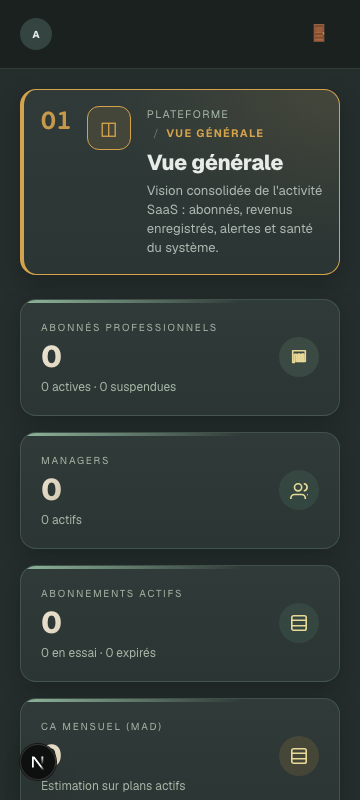 A
01
PLATEFORME
/ VUE GÉNÉRALE
Vue générale
Vision consolidée de l'activité
SaaS : abonnés, revenus
enregistrés, alertes et santé
du système.
ABONNÉS PROFESSIONNELS
0
0 actives · 0 suspendues
MANAGERS
0
0 actifs
ABONNEMENTS ACTIFS
0
0 en essai · 0 expirés
CA MENSUEL (MAD)
0
N
Estimation sur plans actifs